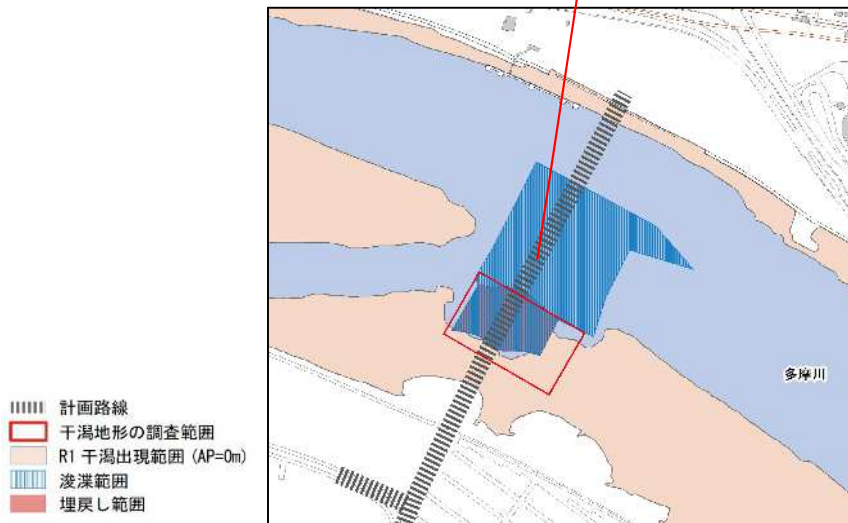 多摩川
計画路線
干潟地形の調査範囲
R1 干潟出現範囲 (AP=0m)
浚渫範囲
埋戻し範囲